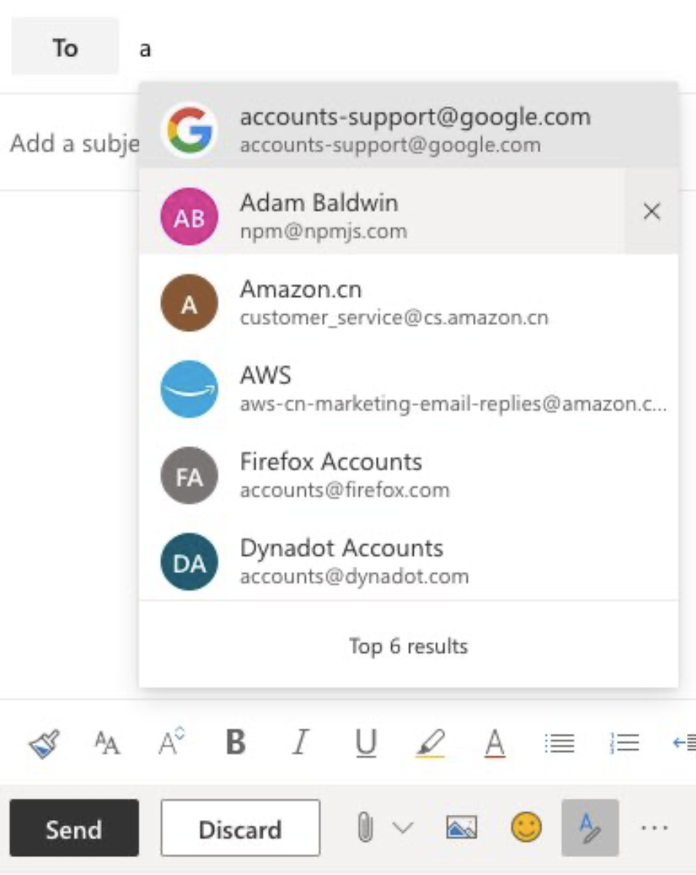 To a
accounts-support@google.com
accounts-support@google.com
Add a subje
AB Adam Baldwin
npm@npmjs.com
A Amazon.cn
customer_service@cs.amazon.cn
AWS
aws-cn-marketing-email-replies@amazon.c...
FA Firefox Accounts
accounts@firefox.com
DA Dynadot Accounts
accounts@dynadot.com
Top 6 results
AA A B I U A
Send Discard A ...